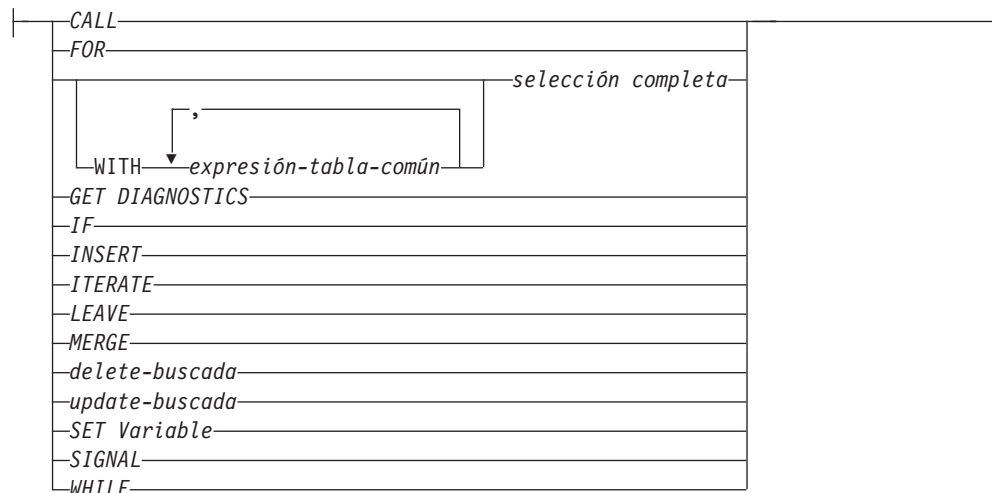 CALL
FOR
selección completa
,
WITH expresión-tabla-común
GET DIAGNOSTICS
IF
INSERT
ITERATE
LEAVE
MERGE
delete-buscada
update-buscada
SET Variable
SIGNAL
WHILE